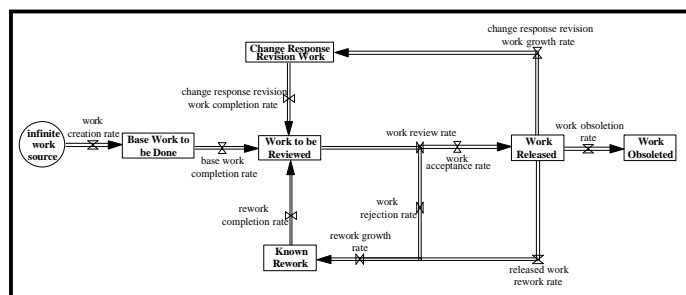 change response revision
work growth rate
Change Response
Revision Work
change response revision
work completion rate
work
creation rate
infinite
work
source
Base Work to
be Done
base work
completion rate
Work to be
Reviewed
work review rate
work
acceptance rate
Work
Released
work obsoletion
rate
Work
Obsoleted
rework
completion rate
work
rejection rate
rework growth
rate
Known
Rework
released work
rework rate